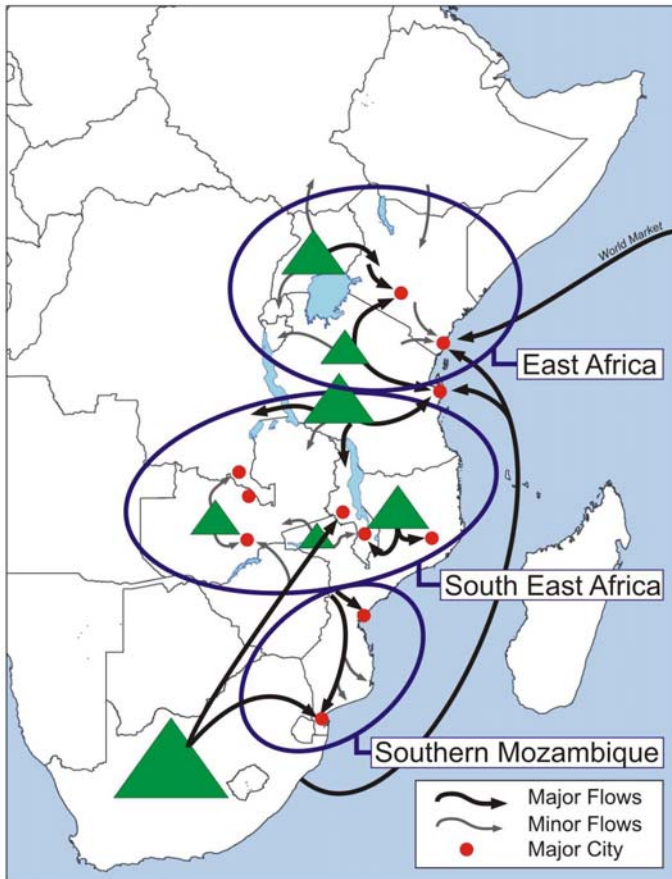 World Market
East Africa
South East Africa
Southern Mozambique
Major Flows
Minor Flows
Major City